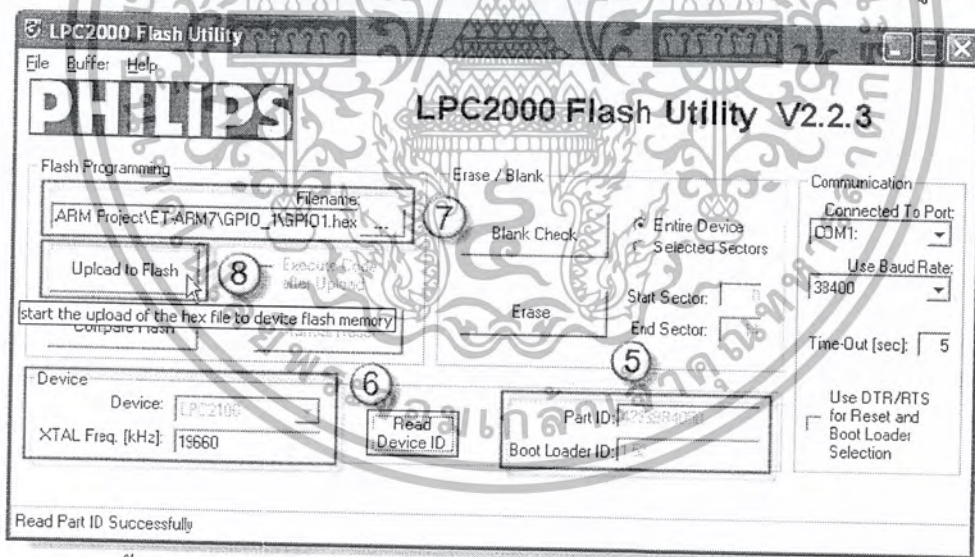 LPC2000 Flash Utility
File Buffer Help
PHILIPS
LPC2000 Flash Utility V2.2.3
Flash Programming
Filename:
ARM Project\ET-ARM7\GPIO_1\GPIO1.hex ...
7
Upload to Flash
8
Execute Code after Upload
start the upload of the hex file to device flash memory
Compare Flash
Manual Reset
Erase / Blank
Blank Check
Entire Device
Selected Sectors
Erase
Start Sector:
End Sector:
5
Communication
Connected To Port:
COM1:
Use Baud Rate:
38400
Time-Out [sec]: 5
Use DTR/RTS
for Reset and
Boot Loader
Selection
Device
Device: LPC2100
XTAL Freq. [kHz]: 19660
6
Read
Device ID
Part ID:
Boot Loader ID:
Read Part ID Successfully